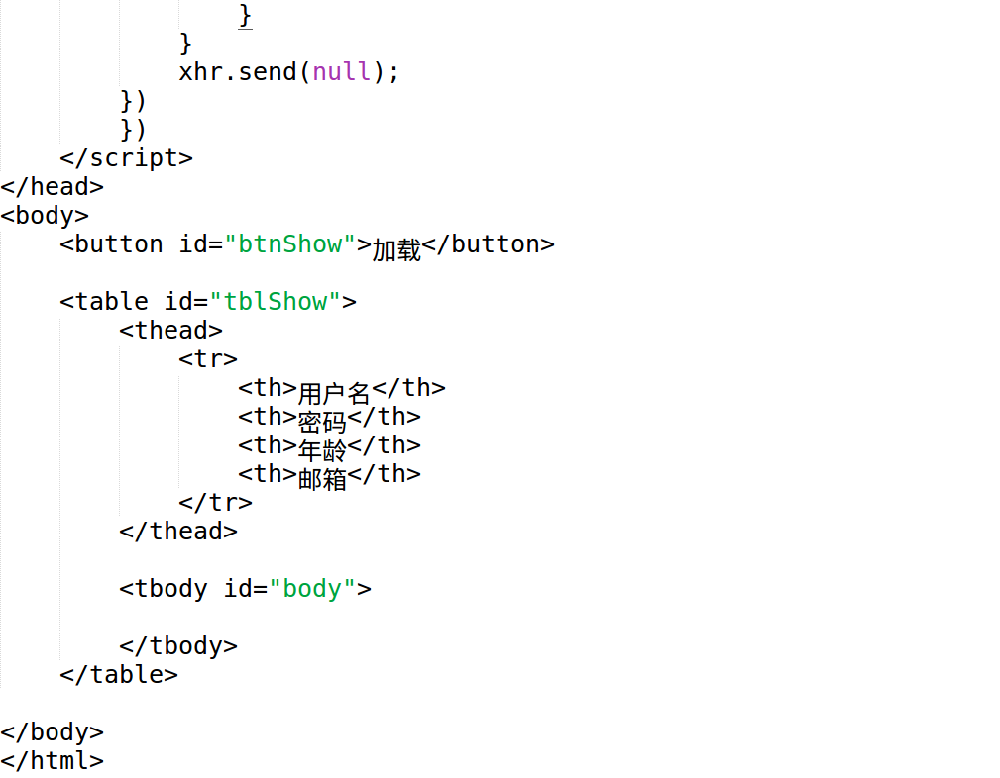 }
}
xhr.send(null);
})
})
</script>
</head>
<body>
<button id="btnShow">加载</button>
<table id="tblShow">
<thead>
<tr>
<th>用户名</th>
<th>密码</th>
<th>年龄</th>
<th>邮箱</th>
</tr>
</thead>
<tbody id="body">
</tbody>
</table>
</body>
</html>